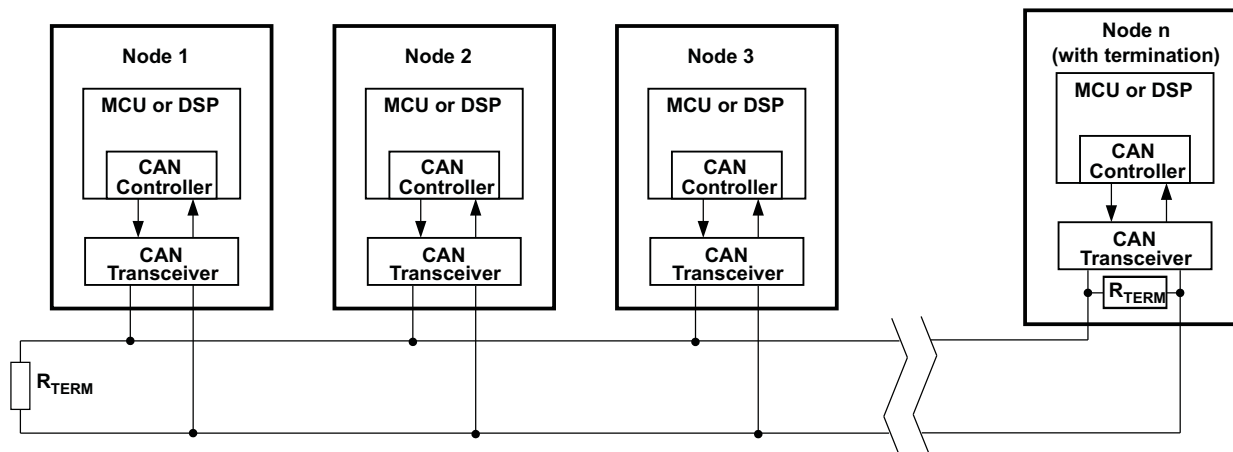 Node 1
MCU or DSP
CAN
Controller
CAN
Transceiver
Node 2
MCU or DSP
CAN
Controller
CAN
Transceiver
Node 3
MCU or DSP
CAN
Controller
CAN
Transceiver
Node n
(with termination)
MCU or DSP
CAN
Controller
CAN
Transceiver
RTERM
RTERM